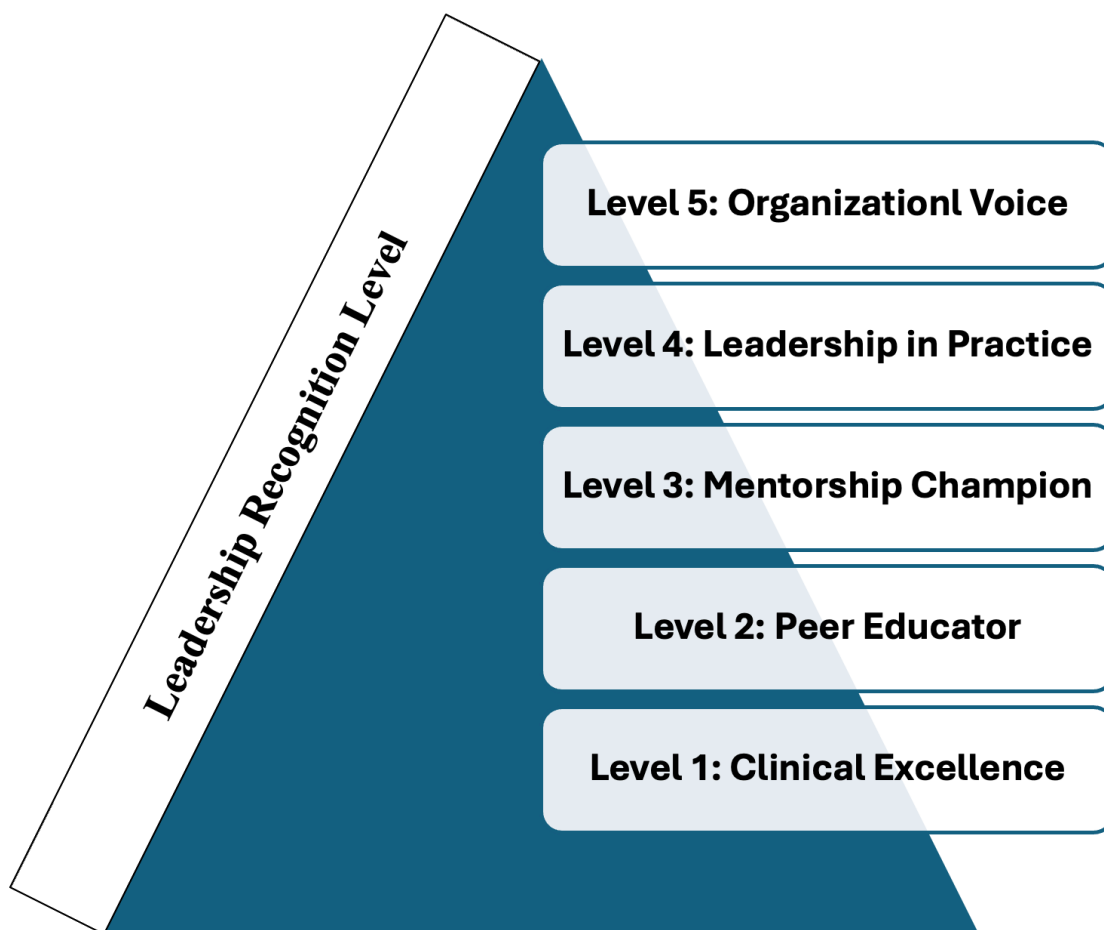 Leadership Recognition Level
Level 5: Organizationl Voice
Level 4: Leadership in Practice
Level 3: Mentorship Champion
Level 2: Peer Educator
Level 1: Clinical Excellence